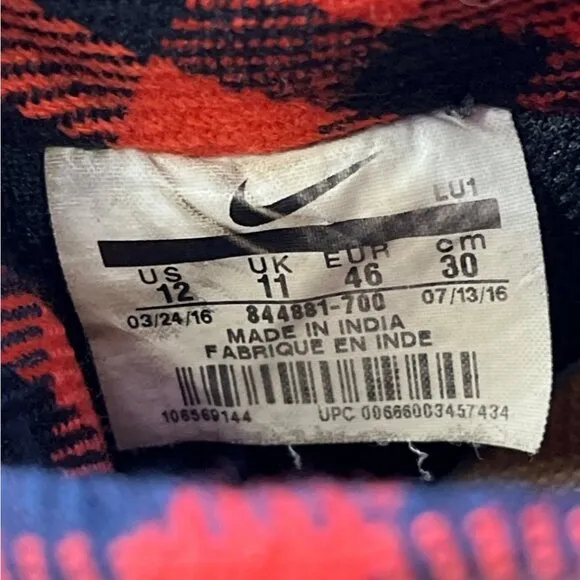 LU1
US UK EUR cm
12 11 46 30
03/24/16 844881-700 07/13/16
MADE IN INDIA
FABRIQUE EN INDE
106569144 UPC 00666003457434